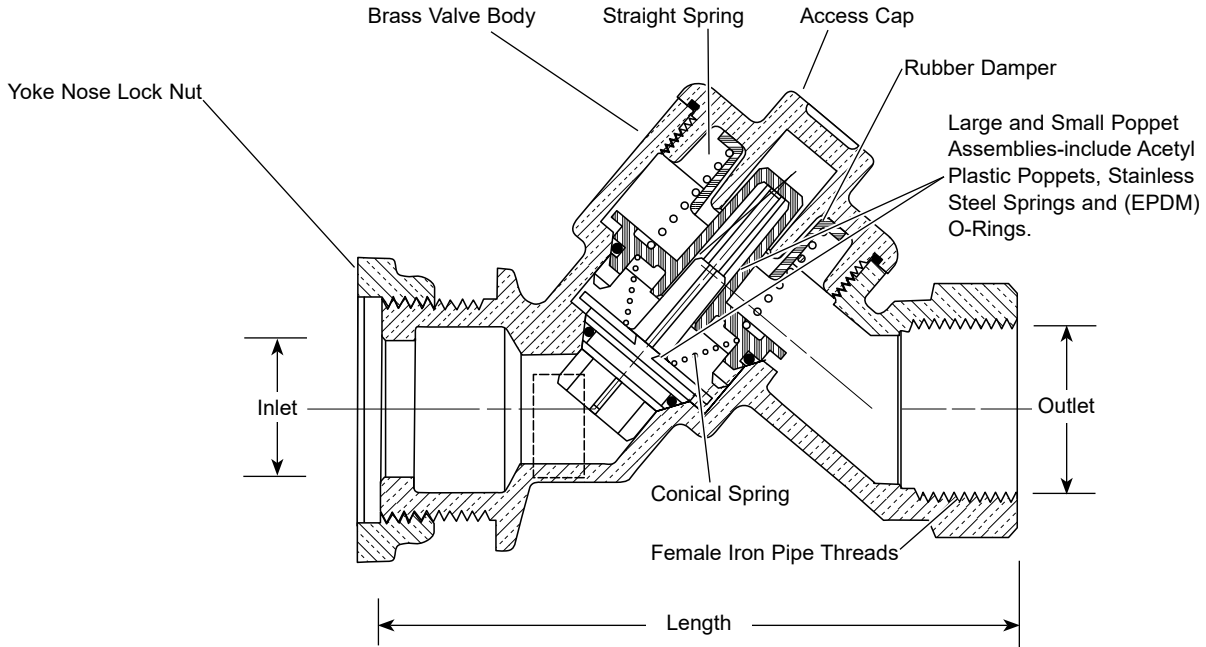 Brass Valve Body
Straight Spring
Access Cap
Rubber Damper
Yoke Nose Lock Nut
Large and Small Poppet
Assemblies-include Acetyl
Plastic Poppets, Stainless
Steel Springs and (EPDM)
O-Rings.
Inlet
Outlet
Conical Spring
Female Iron Pipe Threads
Length